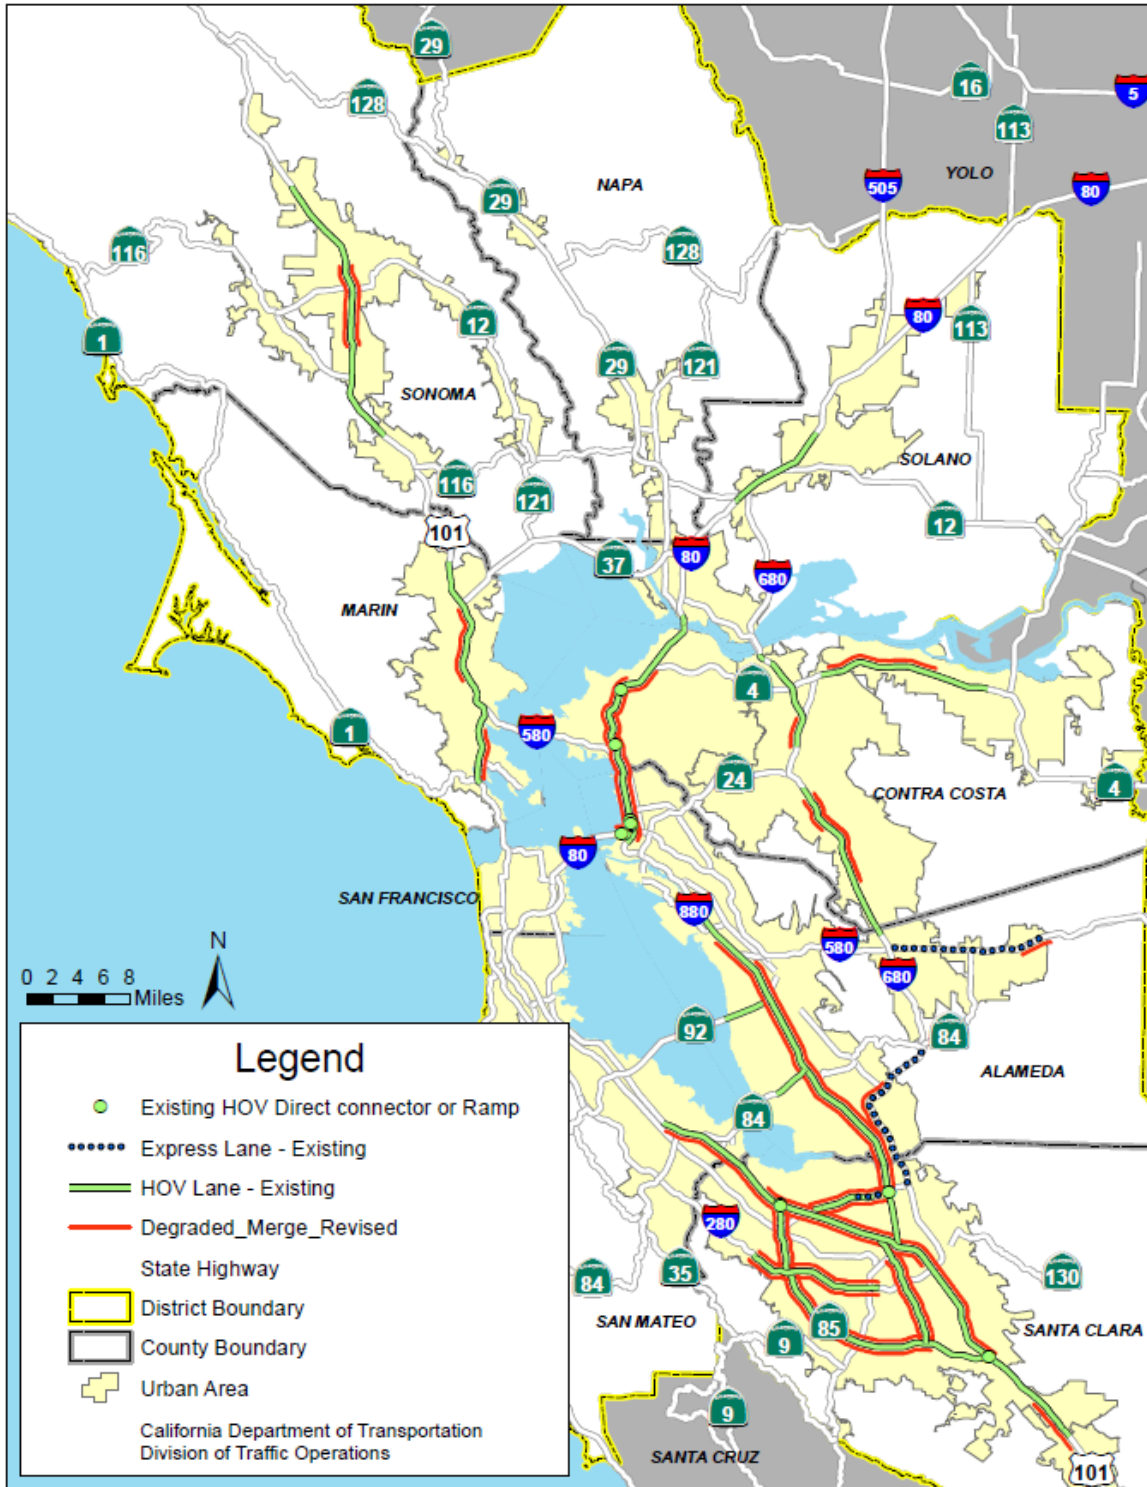 29
16
5
128
113
YOLO
NAPA
505
80
29
116
128
12
80
113
1
29
121
SONOMA
SOLANO
116
121
12
101
37
80
680
MARIN
4
1
580
24
4
CONTRA COSTA
80
SAN FRANCISCO
880
580
680
N
0 2 4 6 8
Miles
92
84
ALAMEDA
84
280
84
35
130
SAN MATEO
9
85
SANTA CLARA
9
SANTA CRUZ
101
Legend
Existing HOV Direct connector or Ramp
Express Lane - Existing
HOV Lane - Existing
Degraded_Merge_Revised
State Highway
District Boundary
County Boundary
Urban Area
California Department of Transportation
Division of Traffic Operations